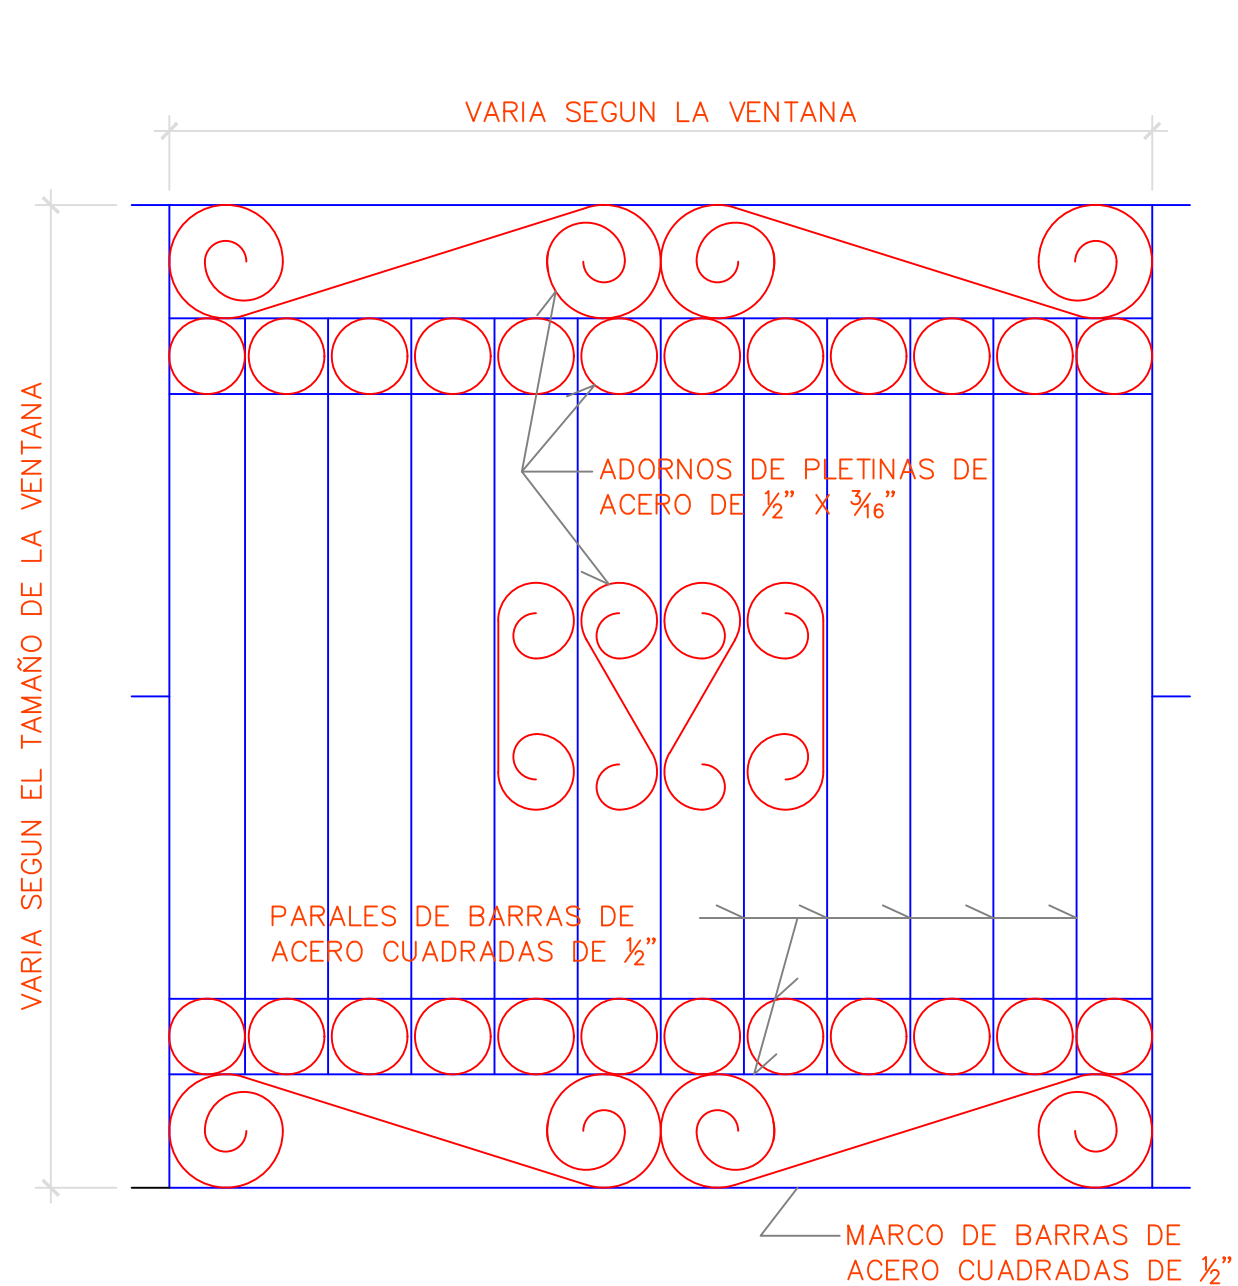 VARIA SEGUN LA VENTANA
VARIA SEGUN EL TAMAÑO DE LA VENTANA
ADORNOS DE PLETINAS DE
ACERO DE ½” X 3⁄16”
PARALES DE BARRAS DE
ACERO CUADRADAS DE ½”
MARCO DE BARRAS DE
ACERO CUADRADAS DE ½”